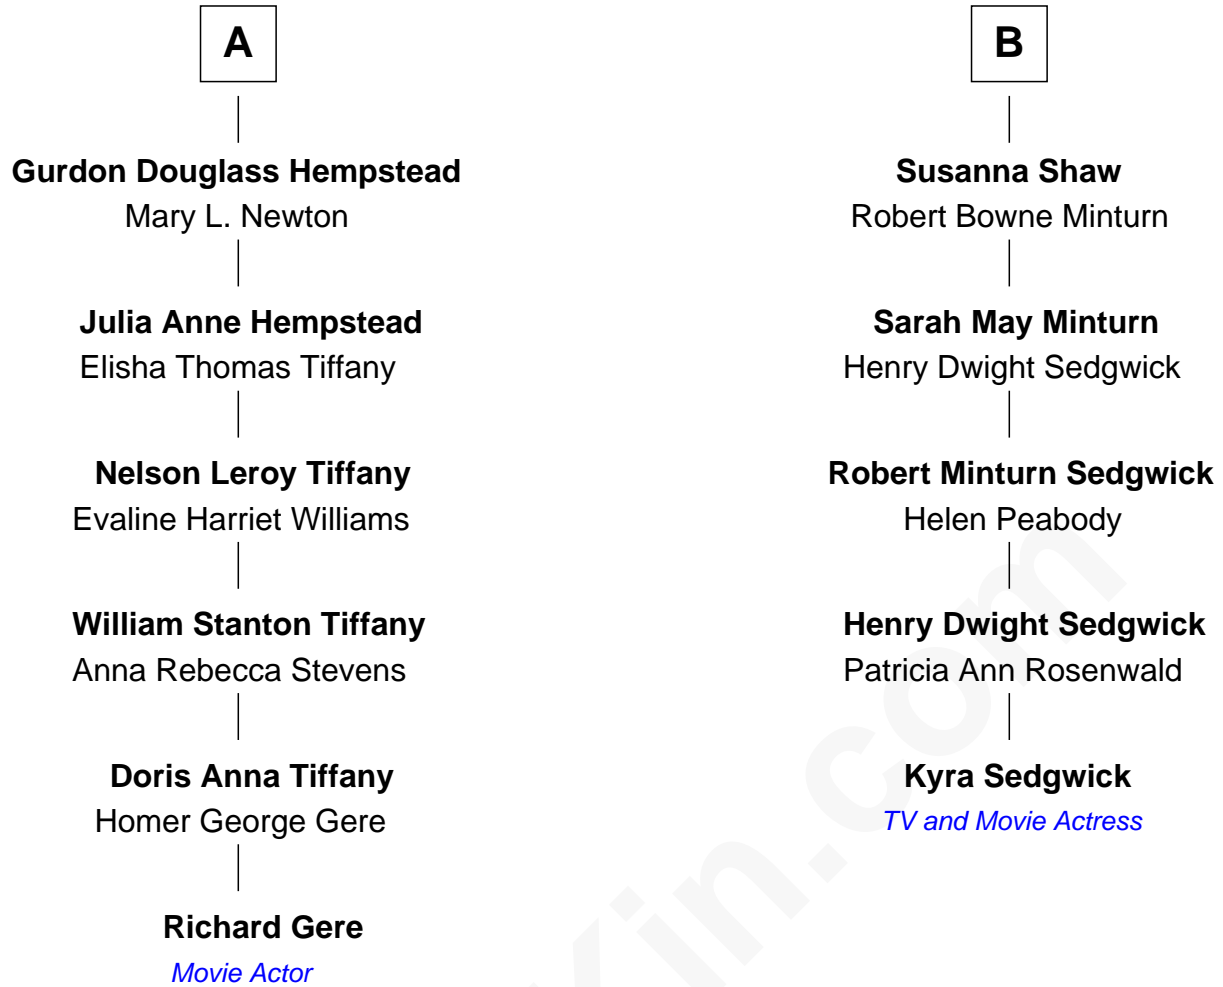 A
Gurdon Douglass Hempstead
Mary L. Newton
Julia Anne Hempstead
Elisha Thomas Tiffany
Nelson Leroy Tiffany
Evaline Harriet Williams
William Stanton Tiffany
Anna Rebecca Stevens
Doris Anna Tiffany
Homer George Gere
Richard Gere
Movie Actor
B
Susanna Shaw
Robert Bowne Minturn
Sarah May Minturn
Henry Dwight Sedgwick
Robert Minturn Sedgwick
Helen Peabody
Henry Dwight Sedgwick
Patricia Ann Rosenwald
Kyra Sedgwick
TV and Movie Actress
Kin.com